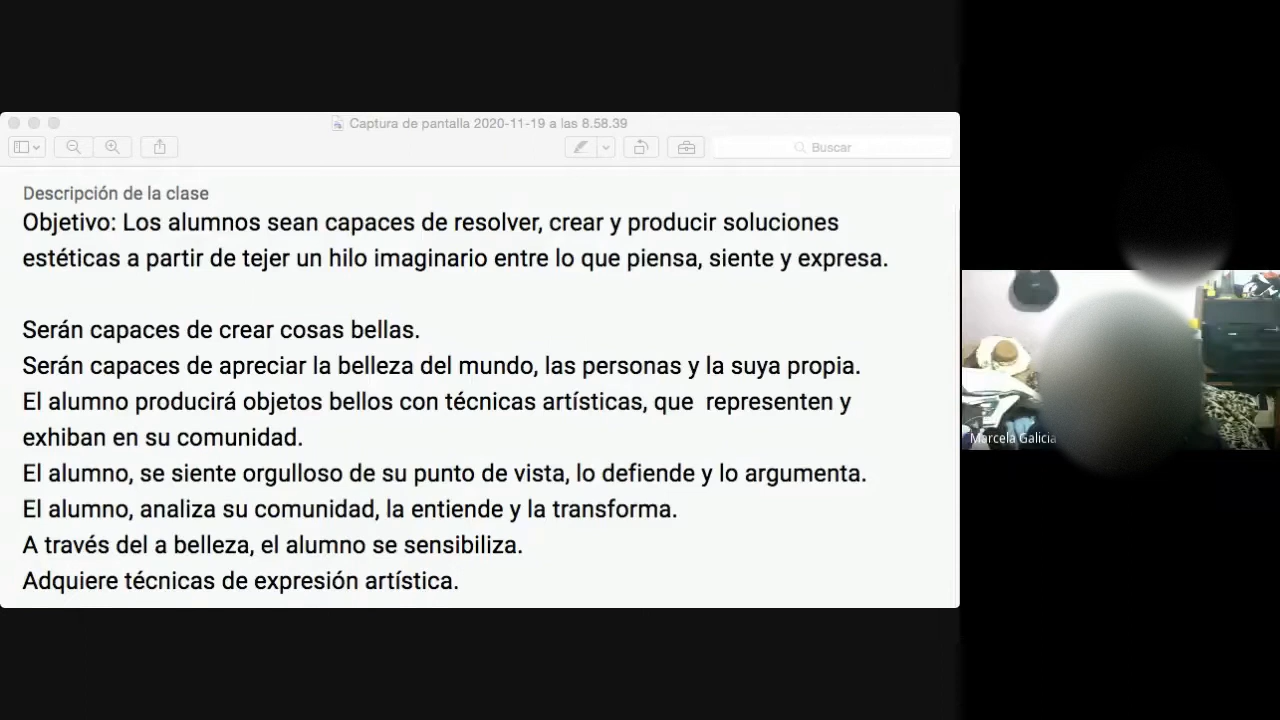 Captura de pantalla 2020-11-19 a las 8.58.39
Buscar
Descripción de la clase
Objetivo: Los alumnos sean capaces de resolver, crear y producir soluciones
estéticas a partir de tejer un hilo imaginario entre lo que piensa, siente y expresa.
Serán capaces de crear cosas bellas.
Serán capaces de apreciar la belleza del mundo, las personas y la suya propia.
El alumno producirá objetos bellos con técnicas artísticas, que  representen y
exhiban en su comunidad.
El alumno, se siente orgulloso de su punto de vista, lo defiende y lo argumenta.
El alumno, analiza su comunidad, la entiende y la transforma.
A través del a belleza, el alumno se sensibiliza.
Adquiere técnicas de expresión artística.
Marcela Galicia